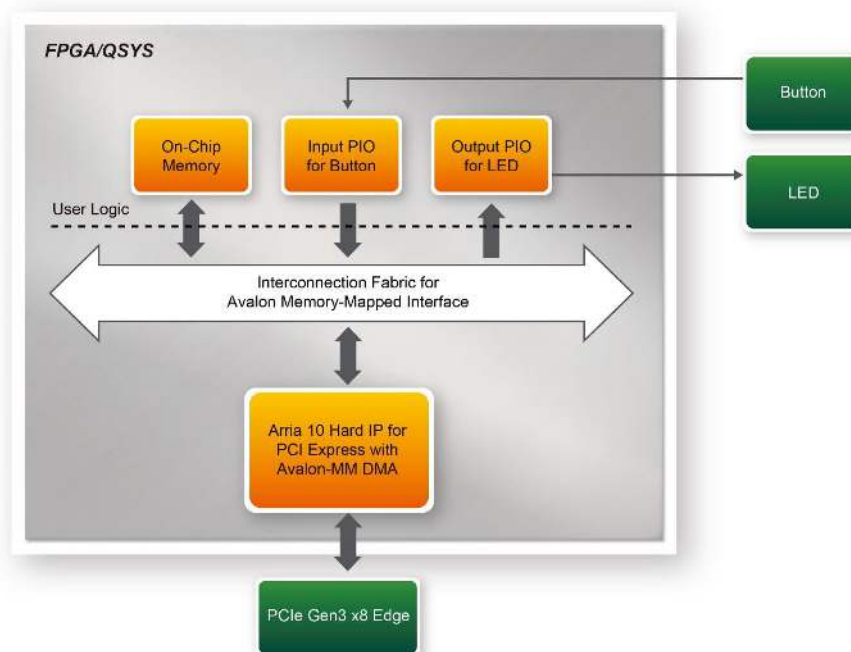 FPGA/QSYS
Button
On-Chip
Memory
Input PIO
for Button
Output PIO
for LED
LED
User Logic
Interconnection Fabric for
Avalon Memory-Mapped Interface
Arria 10 Hard IP for
PCI Express with
Avalon-MM DMA
PCIe Gen3 x8 Edge